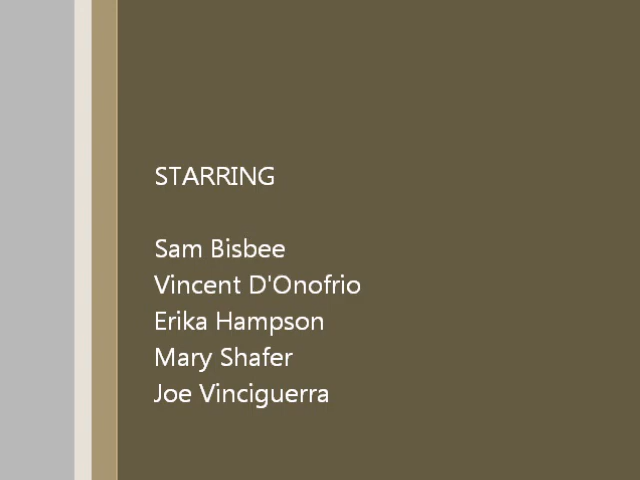 STARRING
Sam Bisbee
Vincent D'Onofrio
Erika Hampson
Mary Shafer
Joe Vinciguerra